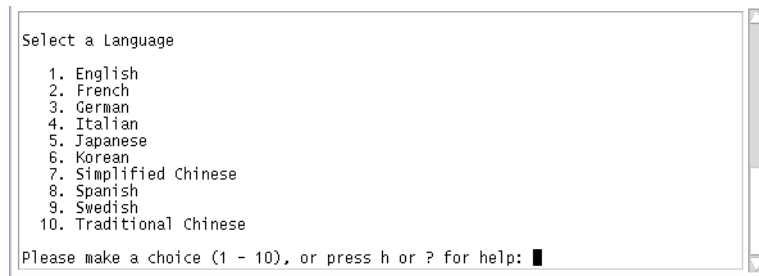 Select a Language
1. English
2. French
3. German
4. Italian
5. Japanese
6. Korean
7. Simplified Chinese
8. Spanish
9. Swedish
10. Traditional Chinese
Please make a choice (1 - 10), or press h or ? for help: